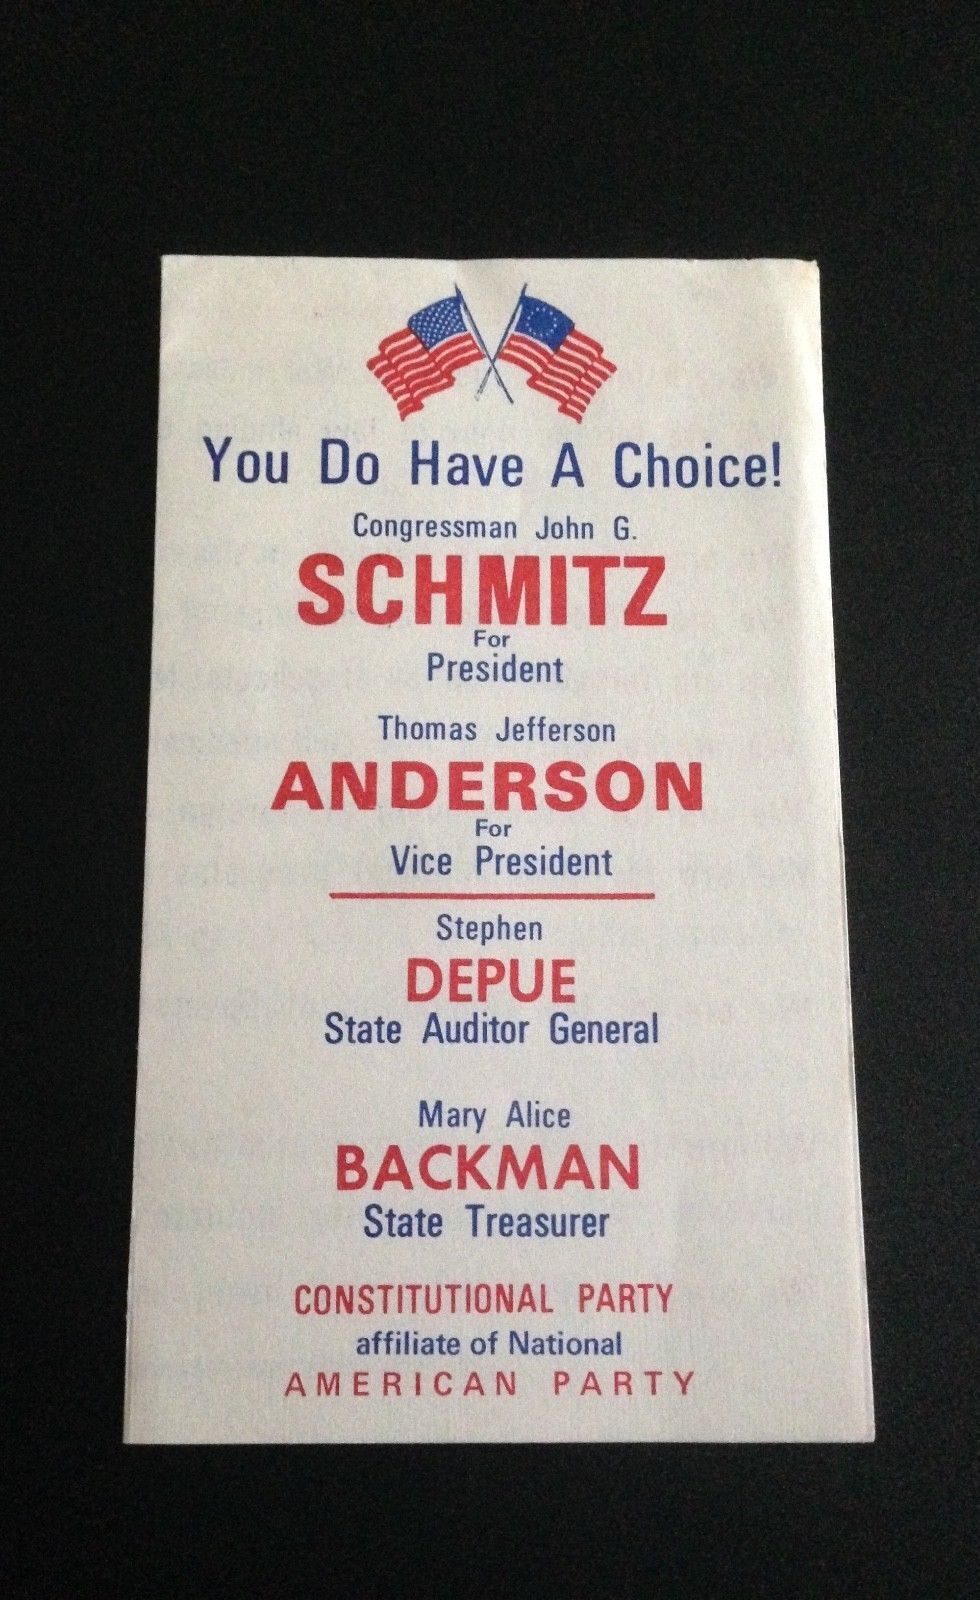 You Do Have A Choice!
Congressman John G.
SCHMITZ
For
President
Thomas Jefferson
ANDERSON
For
Vice President
Stephen
DEPUE
State Auditor General
Mary Alice
BACKMAN
State Treasurer
CONSTITUTIONAL PARTY
affiliate of National
AMERICAN PARTY